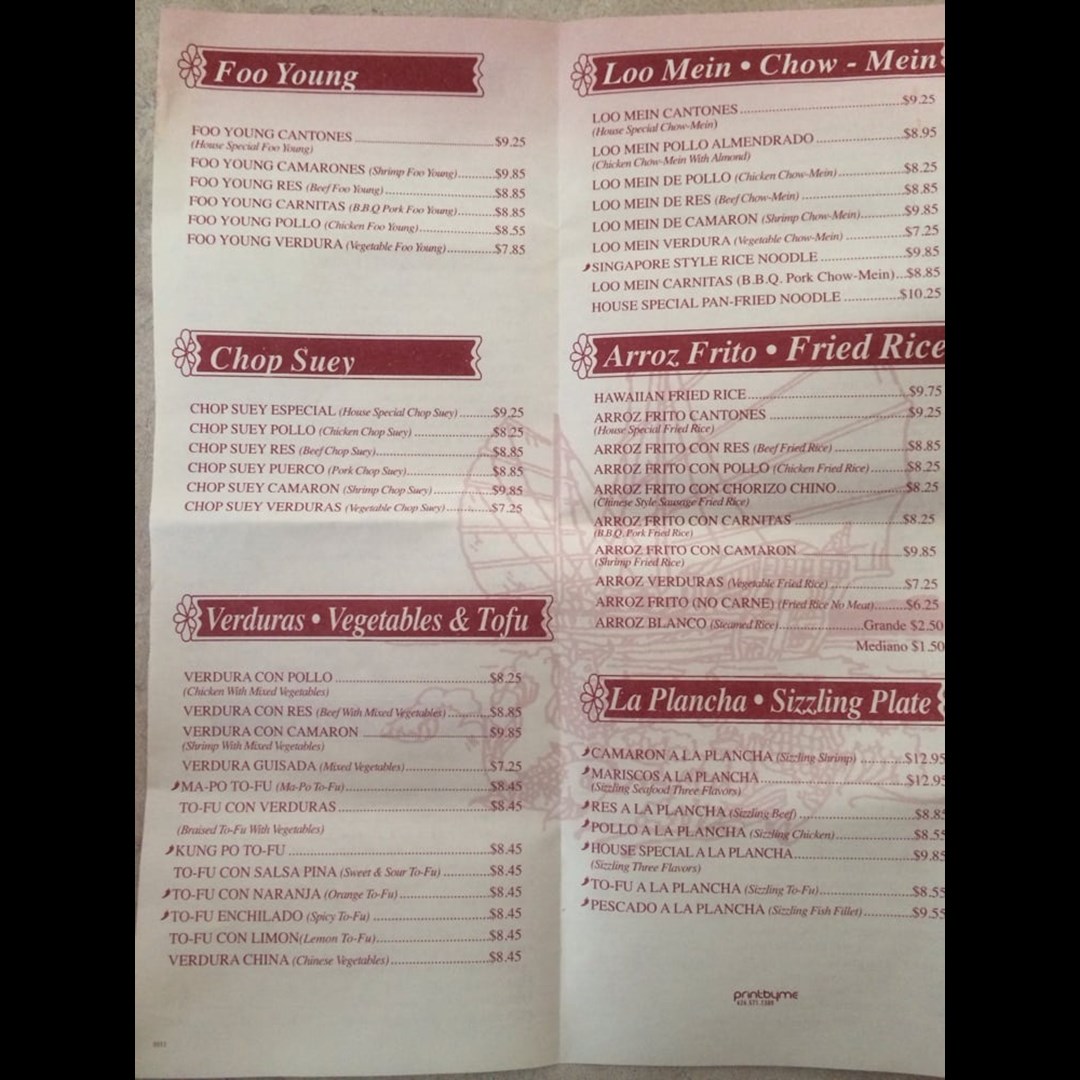 Foo Young
FOO YOUNG CANTONES $9.25
(House Special Foo Young)
FOO YOUNG CAMARONES (Shrimp Foo Young) $9.85
FOO YOUNG RES (Beef Foo Young) $8.85
FOO YOUNG CARNITAS (B.B.Q Pork Foo Young) $8.85
FOO YOUNG POLLO (Chicken Foo Young) $8.55
FOO YOUNG VERDURA (Vegetable Foo Young) $7.85
Chop Suey
CHOP SUEY ESPECIAL (House Special Chop Suey) $9.25
CHOP SUEY POLLO (Chicken Chop Suey) $8.25
CHOP SUEY RES (Beef Chop Suey) $8.85
CHOP SUEY PUERCO (Pork Chop Suey) $8.85
CHOP SUEY CAMARON (Shrimp Chop Suey) $9.85
CHOP SUEY VERDURAS (Vegetable Chop Suey) $7.25
Verduras • Vegetables & Tofu
VERDURA CON POLLO $8.25
(Chicken With Mixed Vegetables)
VERDURA CON RES (Beef With Mixed Vegetables) $8.85
VERDURA CON CAMARON $9.85
(Shrimp With Mixed Vegetables)
VERDURA GUISADA (Mixed Vegetables) $7.25
MA-PO TO-FU (Ma-Po To-Fu) $8.45
TO-FU CON VERDURAS $8.45
(Braised To-Fu With Vegetables)
KUNG PO TO-FU $8.45
TO-FU CON SALSA PINA (Sweet & Sour To-Fu) $8.45
TO-FU CON NARANJA (Orange To-Fu) $8.45
TO-FU ENCHILADO (Spicy To-Fu) $8.45
TO-FU CON LIMON(Lemon To-Fu) $8.45
VERDURA CHINA (Chinese Vegetables) $8.45
Loo Mein • Chow - Mein
LOO MEIN CANTONES $9.25
(House Special Chow-Mein)
LOO MEIN POLLO ALMENDRADO $8.95
(Chicken Chow-Mein With Almond)
LOO MEIN DE POLLO (Chicken Chow-Mein) $8.25
LOO MEIN DE RES (Beef Chow-Mein) $8.85
LOO MEIN DE CAMARON (Shrimp Chow-Mein) $9.85
LOO MEIN VERDURA (Vegetable Chow-Mein) $7.25
SINGAPORE STYLE RICE NOODLE $9.85
LOO MEIN CARNITAS (B.B.Q. Pork Chow-Mein) $8.85
HOUSE SPECIAL PAN-FRIED NOODLE $10.25
Arroz Frito • Fried Rice
HAWAIIAN FRIED RICE $9.75
ARROZ FRITO CANTONES $9.25
(House Special Fried Rice)
ARROZ FRITO CON RES (Beef Fried Rice) $8.85
ARROZ FRITO CON POLLO (Chicken Fried Rice) $8.25
ARROZ FRITO CON CHORIZO CHINO $8.25
(Chinese Style Sausage Fried Rice)
ARROZ FRITO CON CARNITAS $8.25
(B.B.Q. Pork Fried Rice)
ARROZ FRITO CON CAMARON $9.85
(Shrimp Fried Rice)
ARROZ VERDURAS (Vegetable Fried Rice) $7.25
ARROZ FRITO (NO CARNE) (Fried Rice No Meat) $6.25
ARROZ BLANCO (Steamed Rice) Grande $2.50
Mediano $1.50
La Plancha • Sizzling Plate
CAMARON A LA PLANCHA (Sizzling Shrimp) $12.95
MARISCOS A LA PLANCHA $12.95
(Sizzling Seafood Three Flavors)
RES A LA PLANCHA (Sizzling Beef) $8.85
POLLO A LA PLANCHA (Sizzling Chicken) $8.55
HOUSE SPECIAL A LA PLANCHA $9.85
(Sizzling Three Flavors)
TO-FU A LA PLANCHA (Sizzling To-Fu) $8.55
PESCADO A LA PLANCHA (Sizzling Fish Fillet) $9.55
printbyme